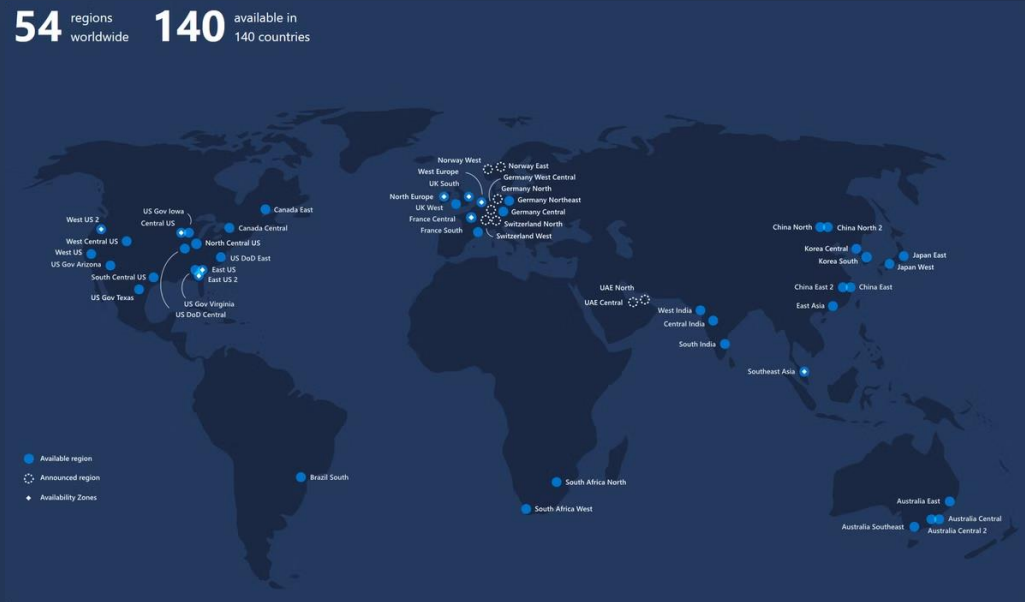 54 regions worldwide
140 available in 140 countries
Norway West
Norway East
West Europe
Germany West Central
UK South
Germany North
North Europe
Germany Northeast
UK West
Germany Central
France Central
Switzerland North
France South
Switzerland West
US Gov Iowa
Canada East
West US 2
Central US
Canada Central
West Central US
North Central US
West US
US DoD East
US Gov Arizona
East US
South Central US
East US 2
US Gov Texas
US Gov Virginia
US DoD Central
China North
China North 2
Korea Central
Japan East
Korea South
Japan West
UAE North
China East 2
China East
UAE Central
East Asia
West India
Central India
South India
Southeast Asia
Available region
Announced region
Availability Zones
Brazil South
South Africa North
South Africa West
Australia East
Australia Central
Australia Southeast
Australia Central 2